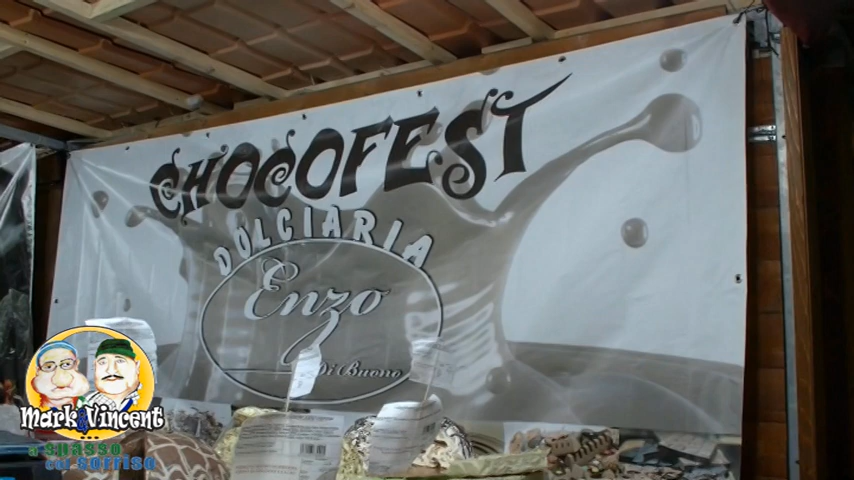 CHOCOFEST
DOLCIARIA
Enzo
Di Buono
Mark&Vincent
a spasso
col sorriso